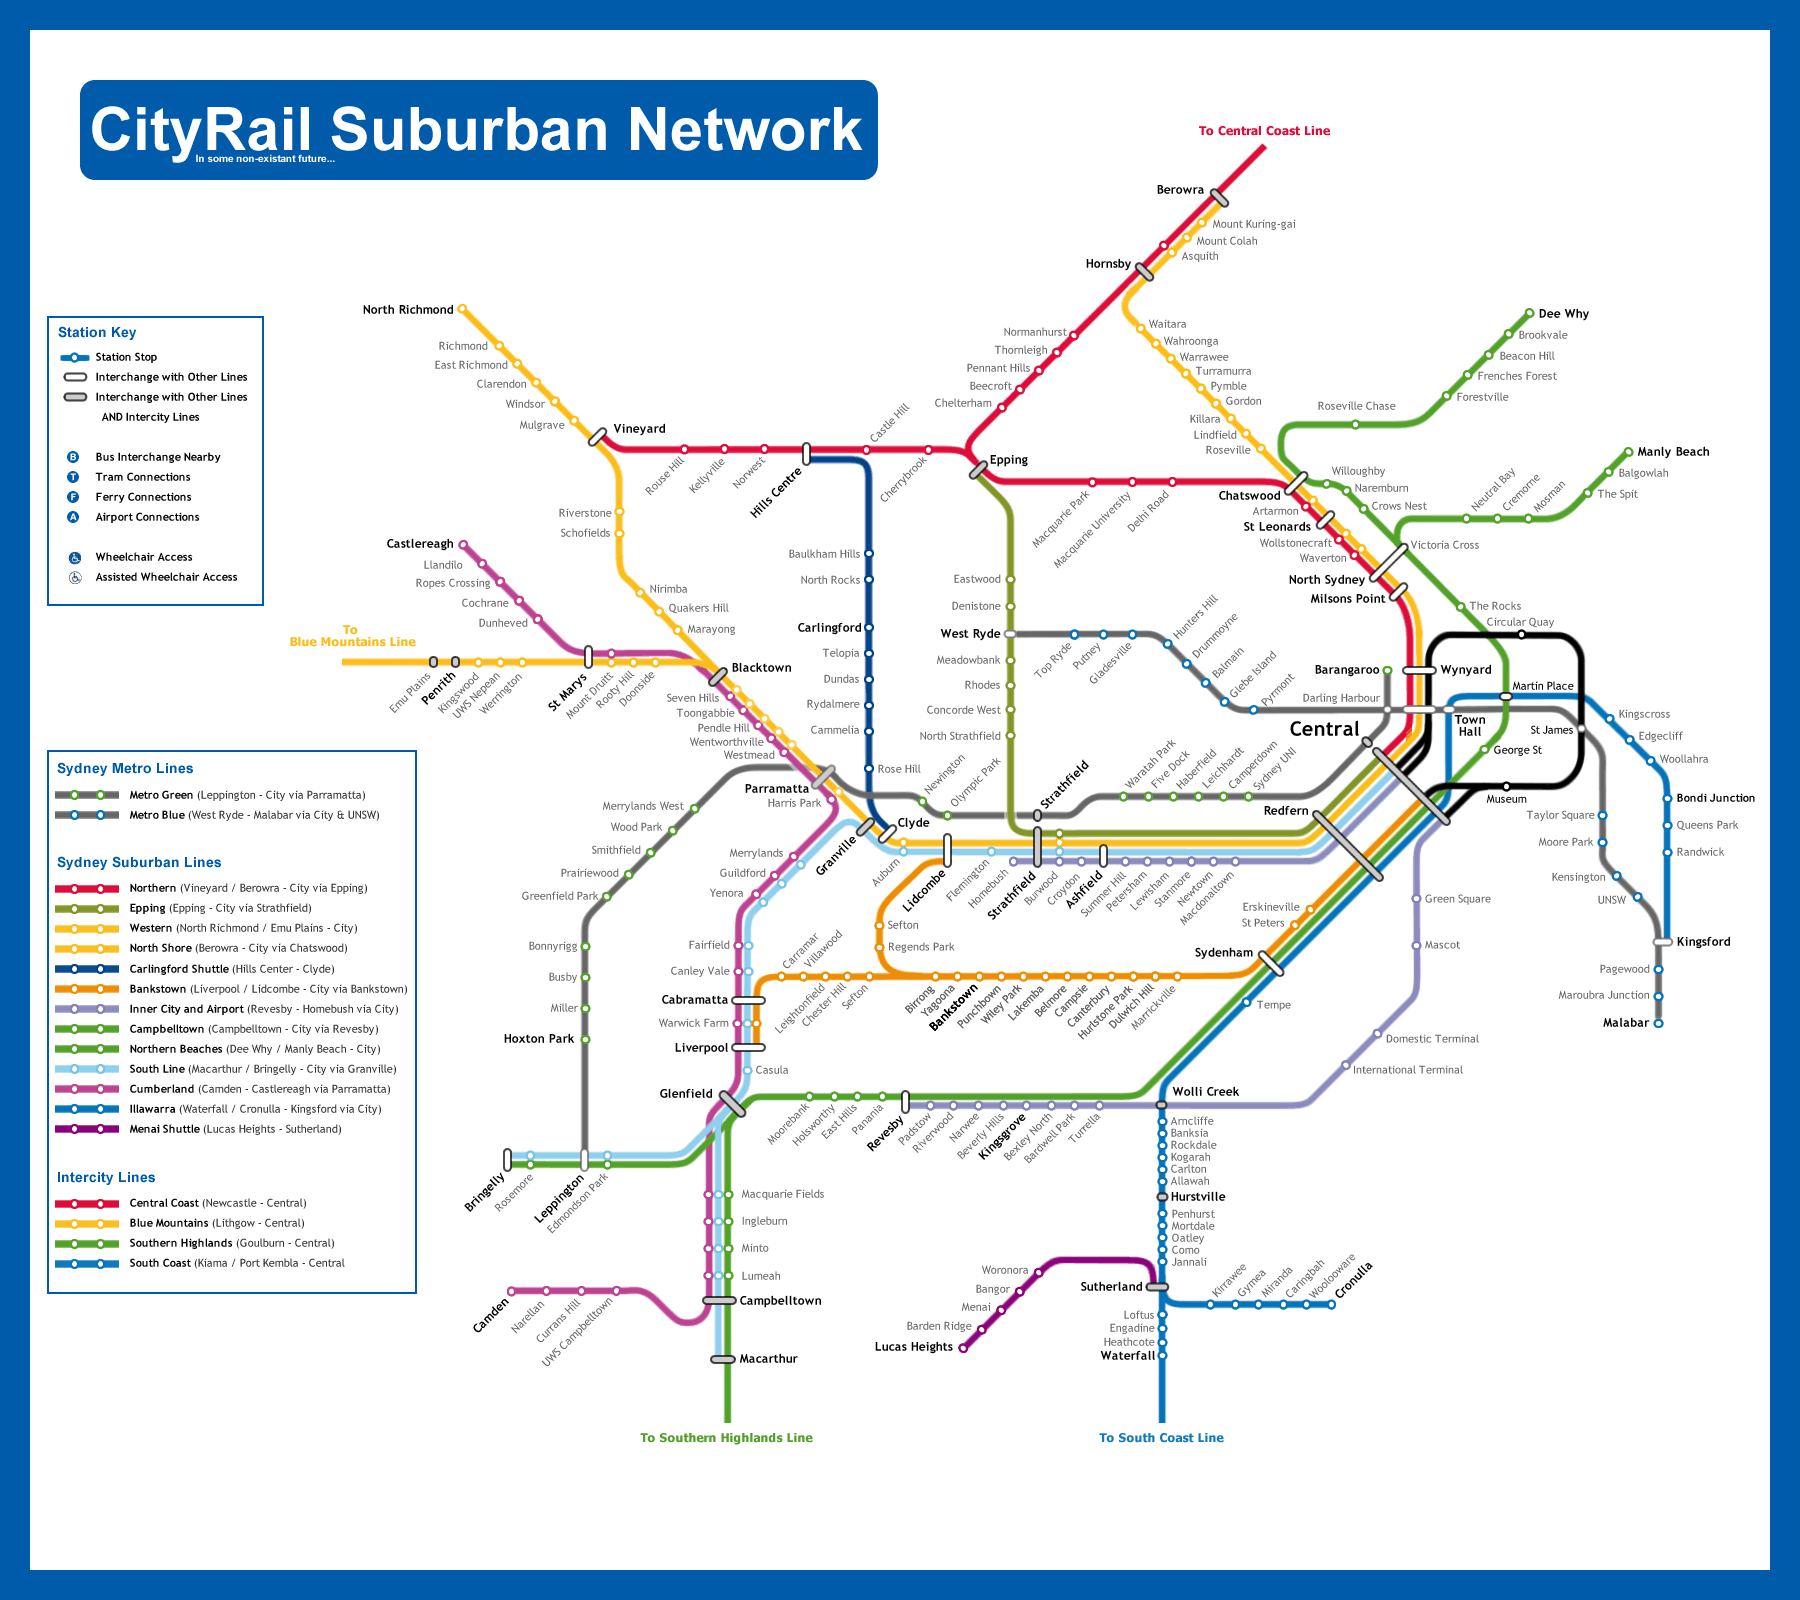 CityRail Suburban Network
In some non-existant future...
To Central Coast Line
Berowra
Mount Kuring-gai
Mount Colah
Asquith
Hornsby
North Richmond
Richmond
East Richmond
Clarendon
Windsor
Mulgrave
Vineyard
Normanhurst
Thornleigh
Pennant Hills
Beecroft
Cheltenham
Waitara
Wahroonga
Warrawee
Turramurra
Pymble
Gordon
Killara
Lindfield
Roseville
Dee Why
Brookvale
Beacon Hill
Frenches Forest
Forestville
Roseville Chase
Station Key
Station Stop
Interchange with Other Lines
Interchange with Other Lines
AND Intercity Lines
B Bus Interchange Nearby
T Tram Connections
F Ferry Connections
A Airport Connections
Wheelchair Access
Assisted Wheelchair Access
Rouse Hill
Kellyville
Norwest
Hills Centre
Castle Hill
Cherrybrook
Epping
Macquarie Park
Macquarie University
Delhi Road
Chatswood
Artarmon
St Leonards
Wollstonecraft
Waverton
North Sydney
Milsons Point
Willoughby
Naremburn
Crows Nest
Victoria Cross
Neutral Bay
Cremorne
Mosman
The Spit
Balgowlah
Manly Beach
Riverstone
Schofields
Nirimba
Quakers Hill
Marayong
Blacktown
Castlereagh
Llandilo
Ropes Crossing
Cochrane
Dunheved
To
Blue Mountains Line
Emu Plains
Penrith
Kingswood
UWS Nepean
Werrington
St Marys
Mount Druitt
Rooty Hill
Doonside
Seven Hills
Toongabbie
Pendle Hill
Wentworthville
Westmead
Parramatta
Harris Park
Baulkham Hills
North Rocks
Carlingford
Telopia
Dundas
Rydalmere
Cammelia
Rose Hill
Clyde
Granville
Eastwood
Denistone
West Ryde
Meadowbank
Rhodes
Concorde West
North Strathfield
Top Ryde
Putney
Gladesville
Hunters Hill
Drummoyne
Balmain
Glebe Island
Pyrmont
Barangaroo
Darling Harbour
Wynyard
The Rocks
Circular Quay
Martin Place
Town
Hall
St James
George St
Museum
Central
Redfern
Kingscross
Edgecliff
Woollahra
Bondi Junction
Queens Park
Randwick
Taylor Square
Moore Park
Kensington
UNSW
Kingsford
Pagewood
Maroubra Junction
Malabar
Newington
Olympic Park
Strathfield
Waratah Park
Five Dock
Haberfield
Leichhardt
Camperdown
Sydney UNI
Auburn
Lidcombe
Flemington
Homebush
Strathfield
Burwood
Croydon
Ashfield
Summer Hill
Petersham
Lewisham
Stanmore
Newtown
Macdonaltown
Merrylands West
Wood Park
Smithfield
Prairiewood
Greenfield Park
Bonnyrigg
Busby
Miller
Hoxton Park
Merrylands
Guildford
Yenora
Fairfield
Canley Vale
Cabramatta
Warwick Farm
Liverpool
Casula
Glenfield
Sefton
Regends Park
Carramar
Villawood
Leightonfield
Chester Hill
Sefton
Birrong
Yagoona
Bankstown
Punchbown
Wiley Park
Lakemba
Belmore
Campsie
Canterbury
Hurlstone Park
Dulwich Hill
Marrickville
Erskineville
St Peters
Sydenham
Tempe
Green Square
Mascot
Domestic Terminal
International Terminal
Wolli Creek
Moorebank
Holsworthy
East Hills
Panania
Revesby
Padstow
Riverwood
Narwee
Beverly Hills
Kingsgrove
Bexley North
Bardwell Park
Turrella
Arncliffe
Banksia
Rockdale
Kogarah
Carlton
Allawah
Hurstville
Penhurst
Mortdale
Oatley
Como
Jannali
Sutherland
Kirrawee
Gymea
Miranda
Caringbah
Woolooware
Cronulla
Loftus
Engadine
Heathcote
Waterfall
Woronora
Bangor
Menai
Barden Ridge
Lucas Heights
Bringelly
Rosemore
Leppington
Edmondson Park
Macquarie Fields
Ingleburn
Minto
Lumeah
Campbelltown
Macarthur
Camden
Narellan
Currans Hill
UWS Campbelltown
To Southern Highlands Line
To South Coast Line
Sydney Metro Lines
Metro Green (Leppington - City via Parramatta)
Metro Blue (West Ryde - Malabar via City & UNSW)
Sydney Suburban Lines
Northern (Vineyard / Berowra - City via Epping)
Epping (Epping - City via Strathfield)
Western (North Richmond / Emu Plains - City)
North Shore (Berowra - City via Chatswood)
Carlingford Shuttle (Hills Center - Clyde)
Bankstown (Liverpool / Lidcombe - City via Bankstown)
Inner City and Airport (Revesby - Homebush via City)
Campbelltown (Campbelltown - City via Revesby)
Northern Beaches (Dee Why / Manly Beach - City)
South Line (Macarthur / Bringelly - City via Granville)
Cumberland (Camden - Castlereagh via Parramatta)
Illawarra (Waterfall / Cronulla - Kingsford via City)
Menai Shuttle (Lucas Heights - Sutherland)
Intercity Lines
Central Coast (Newcastle - Central)
Blue Mountains (Lithgow - Central)
Southern Highlands (Goulburn - Central)
South Coast (Kiama / Port Kembla - Central